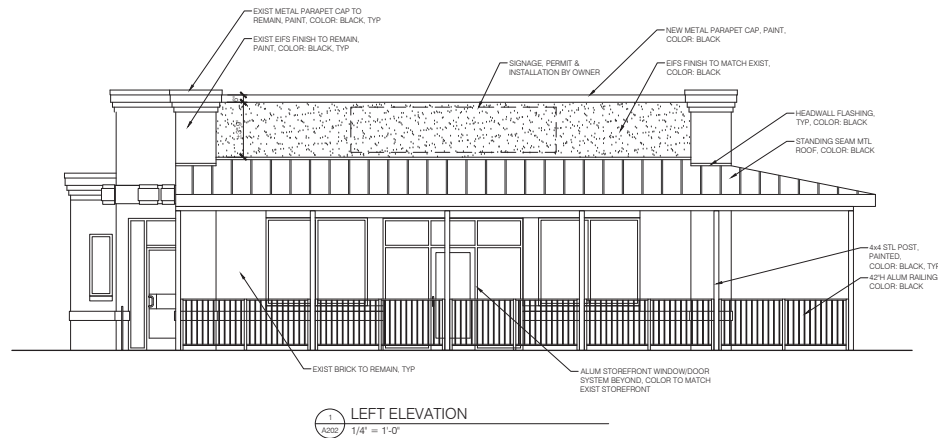 EXIST METAL PARAPET CAP TO
REMAIN, PAINT, COLOR: BLACK, TYP
EXIST EIFS FINISH TO REMAIN,
PAINT, COLOR: BLACK, TYP
NEW METAL PARAPET CAP, PAINT,
COLOR: BLACK
SIGNAGE, PERMIT &
INSTALLATION BY OWNER
EIFS FINISH TO MATCH EXIST,
COLOR: BLACK
HEADWALL FLASHING,
TYP, COLOR: BLACK
STANDING SEAM MTL
ROOF, COLOR: BLACK
4x4 STL POST,
PAINTED,
COLOR: BLACK, TYP
42"H ALUM RAILING
COLOR: BLACK
EXIST BRICK TO REMAIN, TYP
ALUM STOREFRONT WINDOW/DOOR
SYSTEM BEYOND, COLOR TO MATCH
EXIST STOREFRONT
1
A202
LEFT ELEVATION
1/4" = 1'-0"